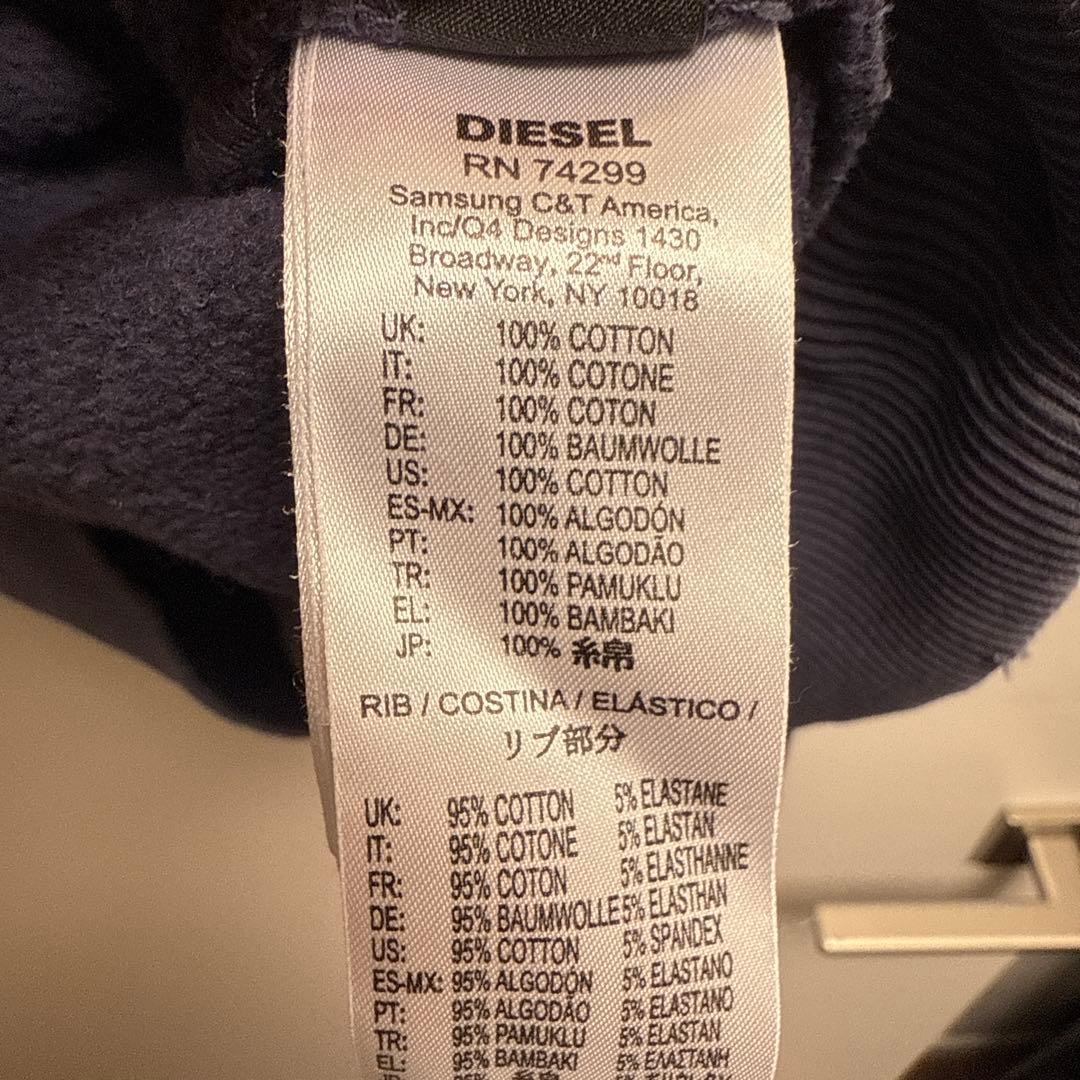 DIESEL
RN 74299
Samsung C&T America,
Inc/Q4 Designs 1430
Broadway, 22nd Floor,
New York, NY 10018
UK: 100% COTTON
IT: 100% COTONE
FR: 100% COTON
DE: 100% BAUMWOLLE
US: 100% COTTON
ES-MX: 100% ALGODÓN
PT: 100% ALGODÃO
TR: 100% PAMUKLU
EL: 100% BAMBAKI
JP: 100% 糸帛
RIB / COSTINA / ELÁSTICO /
リブ部分
UK: 95% COTTON 5% ELASTANE
IT: 95% COTONE 5% ELASTAN
FR: 95% COTON 5% ELASTHANNE
DE: 95% BAUMWOLLE 5% ELASTHAN
US: 95% COTTON 5% SPANDEX
ES-MX: 95% ALGODÓN 5% ELASTANO
PT: 95% ALGODÃO 5% ELASTANO
TR: 95% PAMUKLU 5% ELASTAN
EL: 95% BAMBAKI 5% ΕΛΑΣΤΑΝΗ